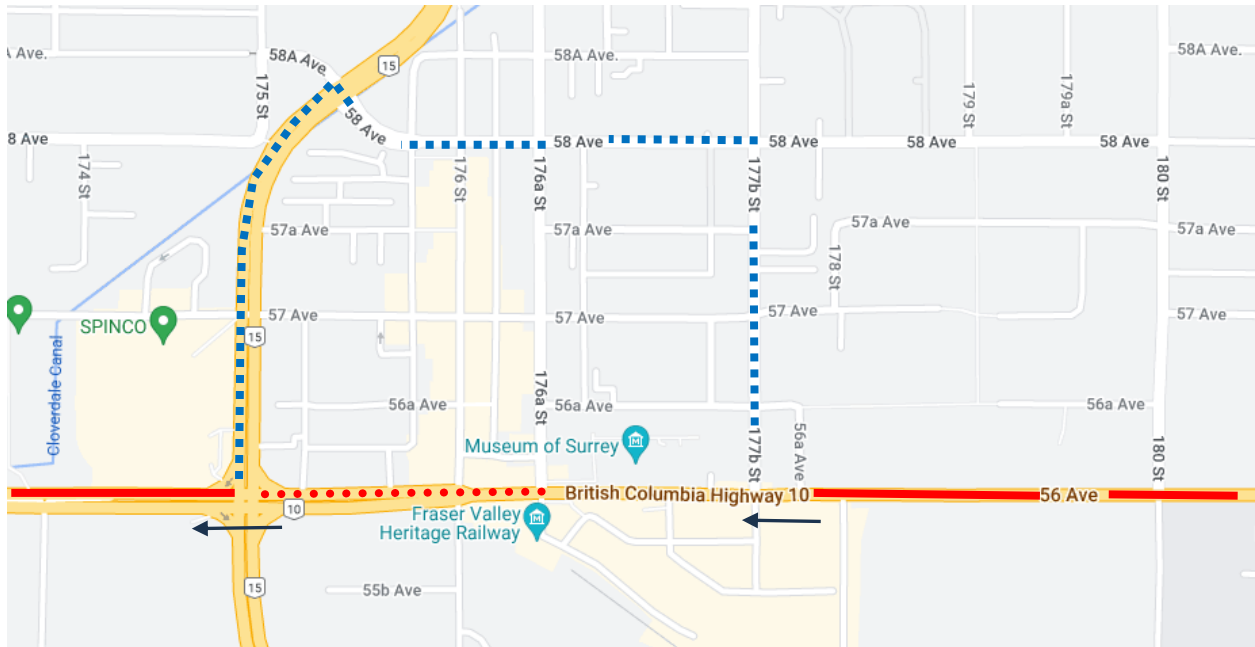 A Ave.
58A Ave.
15
58A Ave.
58A Ave.
175 St
179 St
179a St
58 Ave
8 Ave
58 Ave
58 Ave
58 Ave
58 Ave
174 St
176 St
176a St
177b St
180 St
57a Ave
57a Ave
57a Ave
57a Ave
178 St
SPINCO
15
57 Ave
57 Ave
57 Ave
57 Ave
Cloverdale Canal
176a St
56a Ave
56a Ave
56a Ave
56a Ave
177b St
180 St
Museum of Surrey
10
British Columbia Highway 10
56 Ave
Fraser Valley
Heritage Railway
15
55b Ave